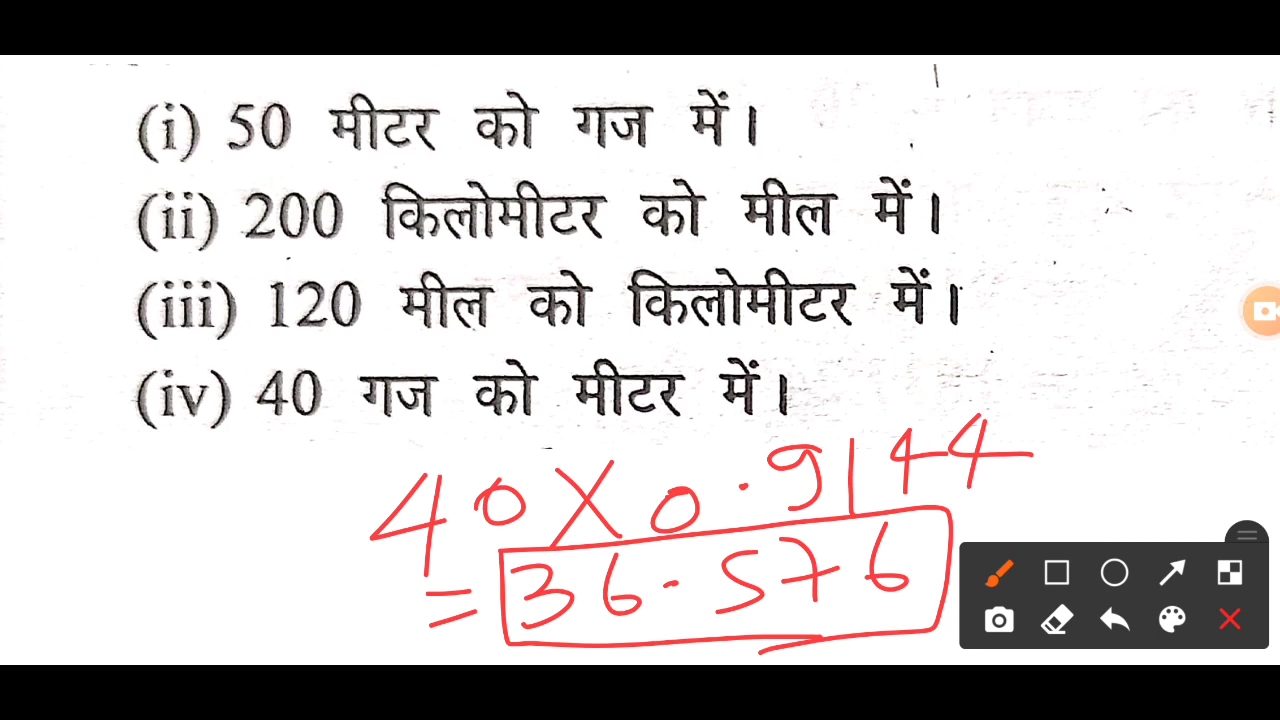 (i) 50 मीटर को गज में।
(ii) 200 किलोमीटर को मील में।
(iii) 120 मील को किलोमीटर में।
(iv) 40 गज को मीटर में।
40 X 0.9144
= 36.576